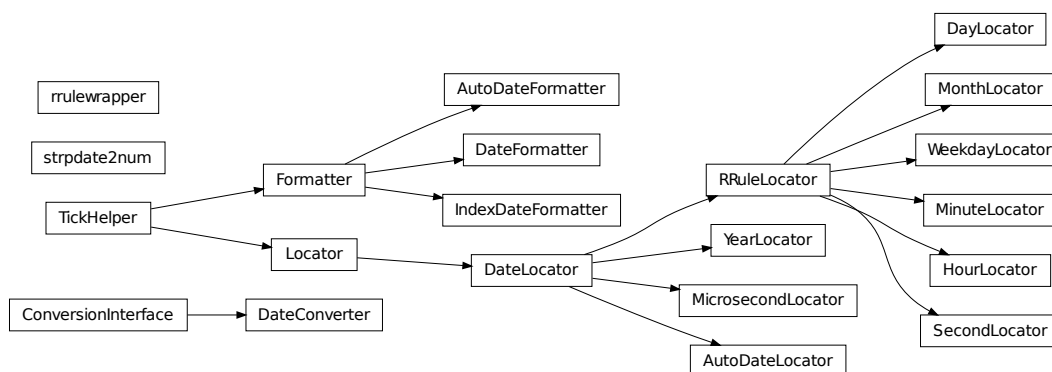 DayLocator
rrulewrapper
AutoDateFormatter
MonthLocator
strpdate2num
DateFormatter
WeekdayLocator
Formatter
RRuleLocator
TickHelper
IndexDateFormatter
MinuteLocator
Locator
YearLocator
DateLocator
HourLocator
MicrosecondLocator
ConversionInterface
DateConverter
SecondLocator
AutoDateLocator